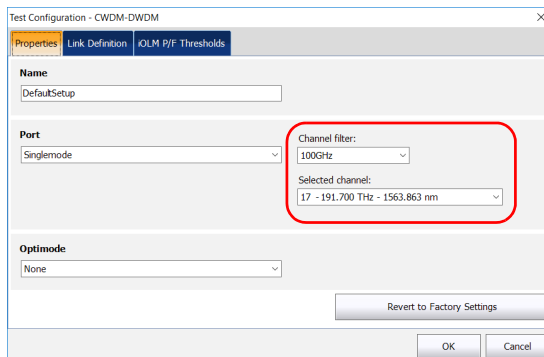 Test Configuration - CWDM-DWDM
Properties Link Definition iOLM P/F Thresholds
Name
DefaultSetup
Port
Singlemode
Channel filter:
100GHz
Selected channel:
17 - 191.700 THz - 1563.863 nm
Optimode
None
Revert to Factory Settings
OK Cancel